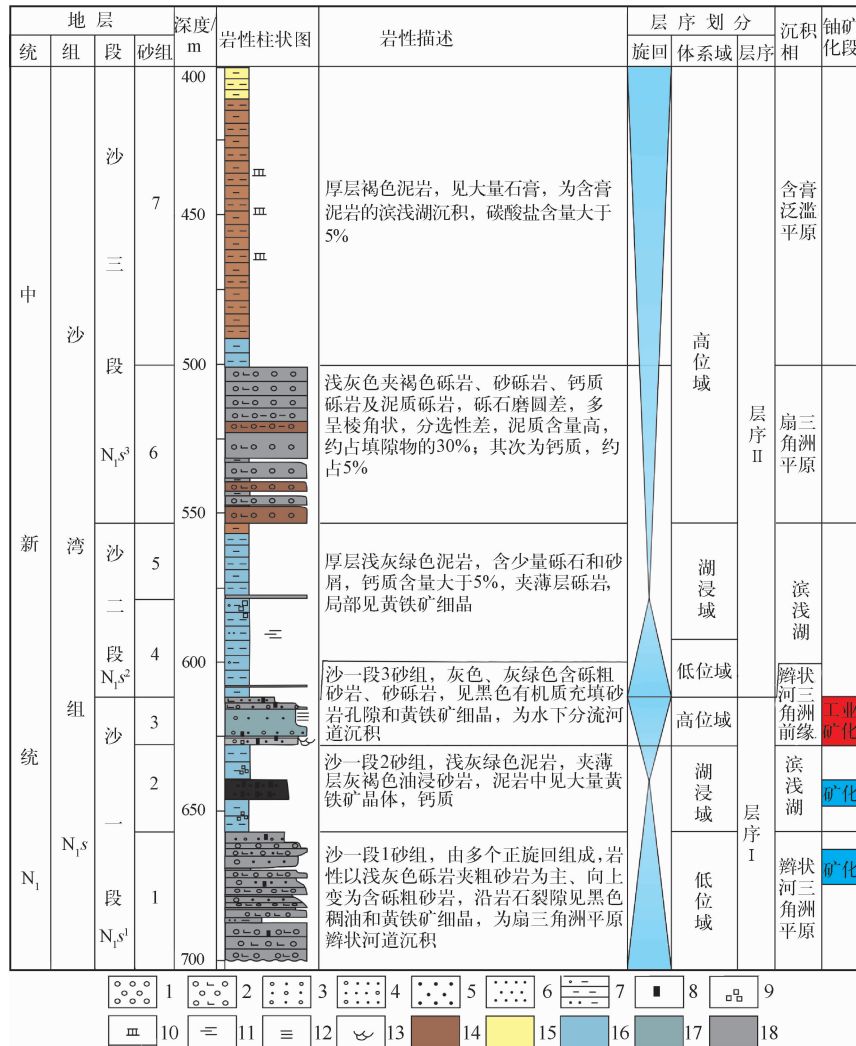 地 层
深度/
m
岩性柱状图
岩性描述
层 序 划 分
沉积
相
铀矿
化段
统
组
段
砂组
旋回
体系域
层序
中
新
统
N₁
沙
湾
组
N₁s
沙
三
段
N₁s³
沙
二
段
N₁s²
沙
一
段
N₁s¹
7
6
5
4
3
2
1
400
450
500
550
600
650
700
厚层褐色泥岩，见大量石膏，为含膏
泥岩的滨浅湖沉积，碳酸盐含量大于
5%
浅灰色夹褐色砾岩、砂砾岩、钙质
砾岩及泥质砾岩，砾石磨圆差，多
呈棱角状，分选性差，泥质含量高，
约占填隙物的30%；其次为钙质，约
占5%
厚层浅灰绿色泥岩，含少量砾石和砂
屑，钙质含量大于5%，夹薄层砾岩，
局部见黄铁矿细晶
沙一段3砂组，灰色、灰绿色含砾粗
砂岩、砂砾岩，见黑色有机质充填砂
岩孔隙和黄铁矿细晶，为水下分流河
道沉积
沙一段2砂组，浅灰绿色泥岩，夹薄
层灰褐色油浸砂岩，泥岩中见大量黄
铁矿晶体，钙质
沙一段1砂组，由多个正旋回组成，岩
性以浅灰色砾岩夹粗砂岩为主、向上
变为含砾粗砂岩，沿岩石裂隙见黑色
稠油和黄铁矿细晶，为扇三角洲平原
辫状河道沉积
高
位
域
湖
浸
域
低位域
高位域
湖
浸
域
低
位
域
层
序
Ⅱ
层
序
Ⅰ
含膏
泛滥
平原
扇三
角洲
平原
滨
浅
湖
辫状
河三
角洲
前缘
滨
浅
湖
辫状
河三
角洲
平原
工业
矿化
矿化
矿化
1 2 3 4 5 6 7 8 9
10 11 12 13 14 15 16 17 18